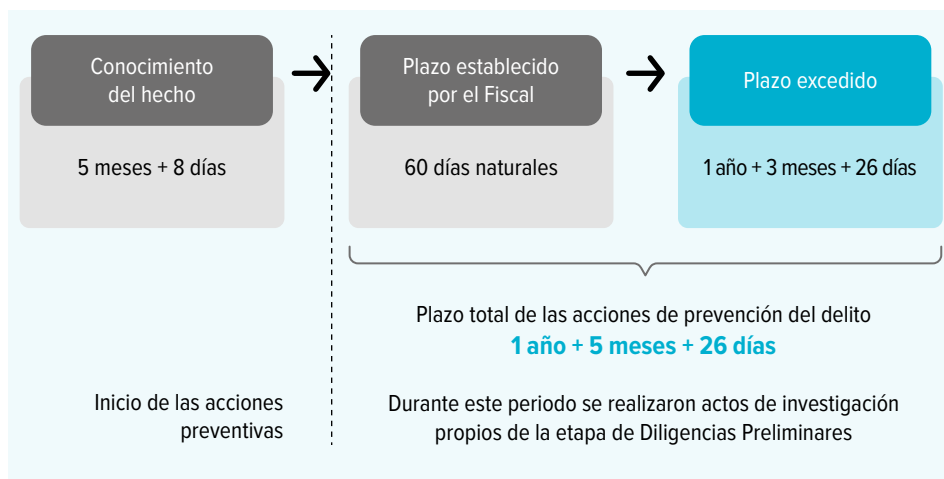 Conocimiento
del hecho
5 meses + 8 días
Plazo establecido
por el Fiscal
60 días naturales
Plazo excedido
1 año + 3 meses + 26 días
Plazo total de las acciones de prevención del delito
1 año + 5 meses + 26 días
Inicio de las acciones
preventivas
Durante este periodo se realizaron actos de investigación
propios de la etapa de Diligencias Preliminares